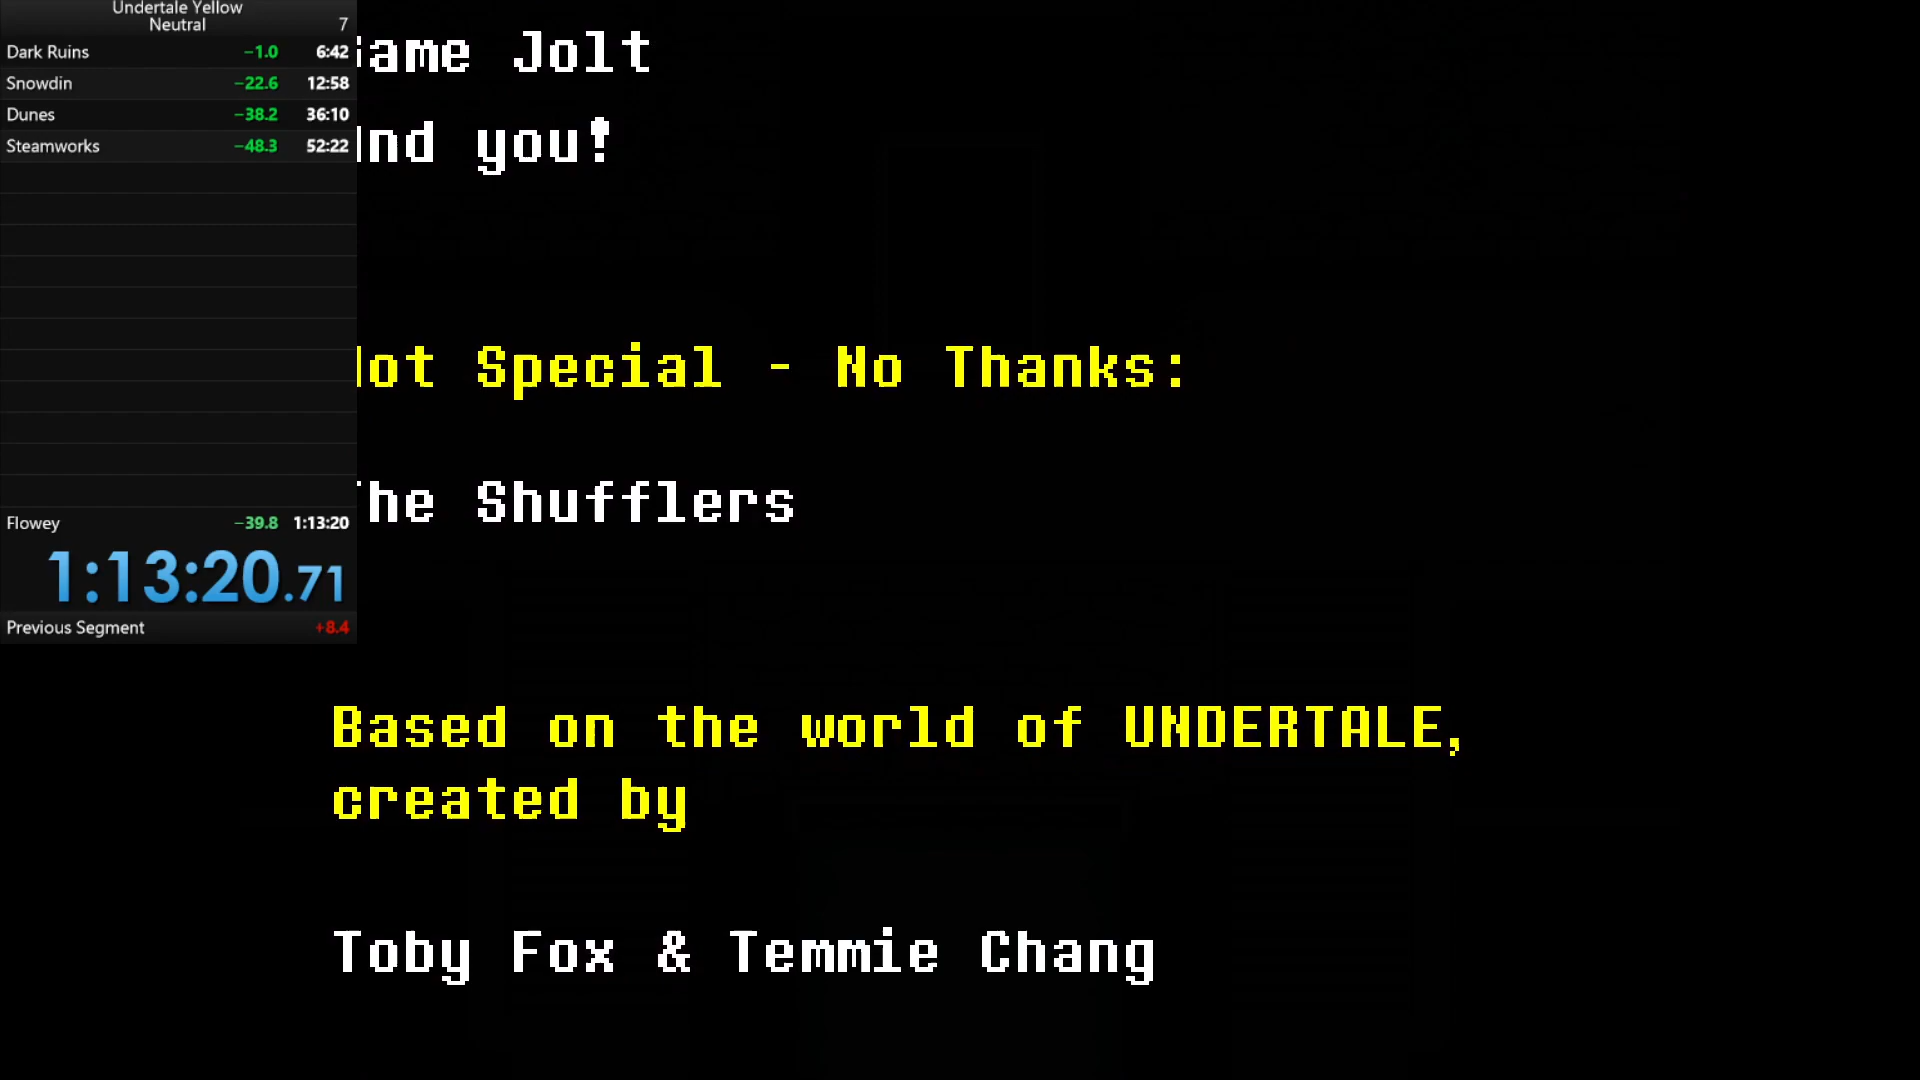 Undertale Yellow
Neutral 7
Dark Ruins −1.0 6:42
Snowdin −22.6 12:58
Dunes −38.2 36:10
Steamworks −48.3 52:22
Flowey −39.8 1:13:20
1:13:20.71
Previous Segment +8.4
ame Jolt
nd you!
ot Special - No Thanks:
he Shufflers
Based on the world of UNDERTALE,
created by
Toby Fox & Temmie Chang